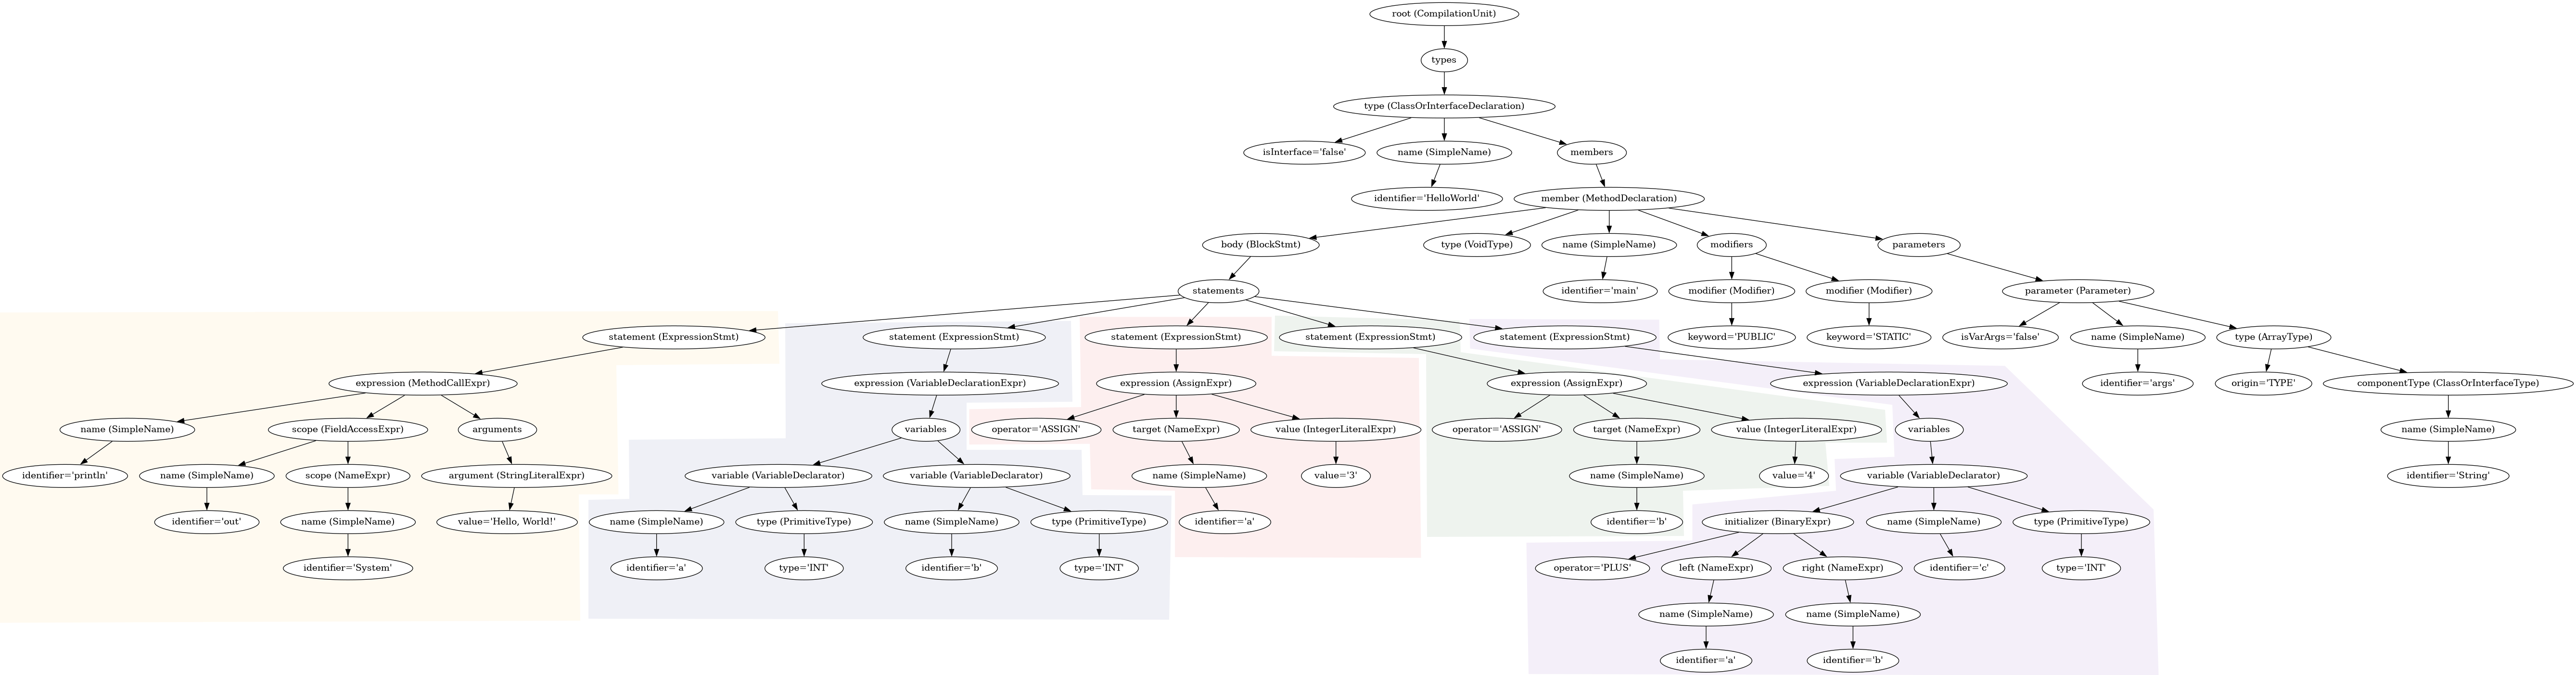 root (CompilationUnit)
types
type (ClassOrInterfaceDeclaration)
isInterface='false'
name (SimpleName)
members
identifier='HelloWorld'
member (MethodDeclaration)
body (BlockStmt)
type (VoidType)
name (SimpleName)
modifiers
parameters
statements
identifier='main'
modifier (Modifier)
modifier (Modifier)
parameter (Parameter)
statement (ExpressionStmt)
statement (ExpressionStmt)
statement (ExpressionStmt)
statement (ExpressionStmt)
statement (ExpressionStmt)
keyword='PUBLIC'
keyword='STATIC'
isVarArgs='false'
name (SimpleName)
type (ArrayType)
expression (MethodCallExpr)
expression (VariableDeclarationExpr)
expression (AssignExpr)
expression (AssignExpr)
expression (VariableDeclarationExpr)
identifier='args'
origin='TYPE'
componentType (ClassOrInterfaceType)
name (SimpleName)
scope (FieldAccessExpr)
arguments
variables
operator='ASSIGN'
target (NameExpr)
value (IntegerLiteralExpr)
operator='ASSIGN'
target (NameExpr)
value (IntegerLiteralExpr)
variables
name (SimpleName)
identifier='println'
name (SimpleName)
scope (NameExpr)
argument (StringLiteralExpr)
variable (VariableDeclarator)
variable (VariableDeclarator)
name (SimpleName)
value='3'
name (SimpleName)
value='4'
variable (VariableDeclarator)
identifier='String'
identifier='out'
name (SimpleName)
value='Hello, World!'
name (SimpleName)
type (PrimitiveType)
name (SimpleName)
type (PrimitiveType)
identifier='a'
identifier='b'
initializer (BinaryExpr)
name (SimpleName)
type (PrimitiveType)
identifier='System'
identifier='a'
type='INT'
identifier='b'
type='INT'
operator='PLUS'
left (NameExpr)
right (NameExpr)
identifier='c'
type='INT'
name (SimpleName)
name (SimpleName)
identifier='a'
identifier='b'